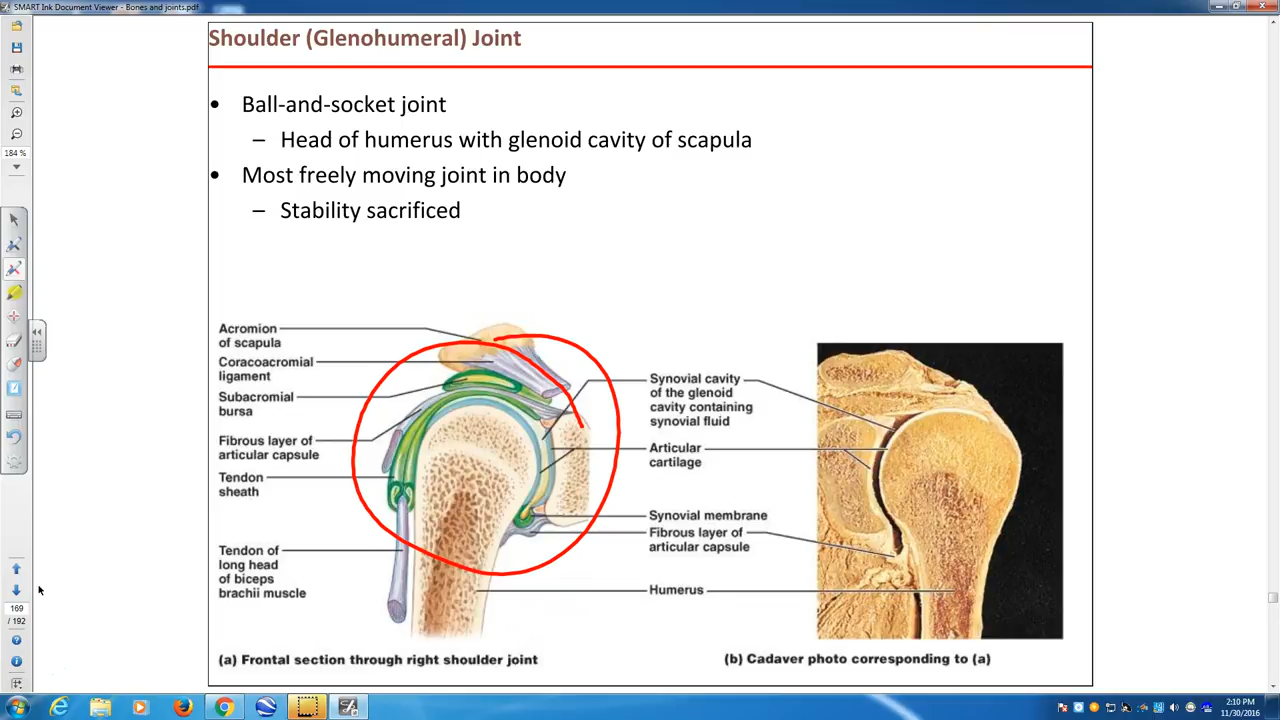 SMART Ink Document Viewer - Bones and joints.pdf
Shoulder (Glenohumeral) Joint
• Ball-and-socket joint
– Head of humerus with glenoid cavity of scapula
• Most freely moving joint in body
– Stability sacrificed
184 %
Acromion
of scapula
Coracoacromial
ligament
Subacromial
bursa
Fibrous layer of
articular capsule
Tendon
sheath
Tendon of
long head
of biceps
brachii muscle
Synovial cavity
of the glenoid
cavity containing
synovial fluid
Articular
cartilage
Synovial membrane
Fibrous layer of
articular capsule
Humerus
(a) Frontal section through right shoulder joint
(b) Cadaver photo corresponding to (a)
169
/ 192
2:10 PM
11/30/2016